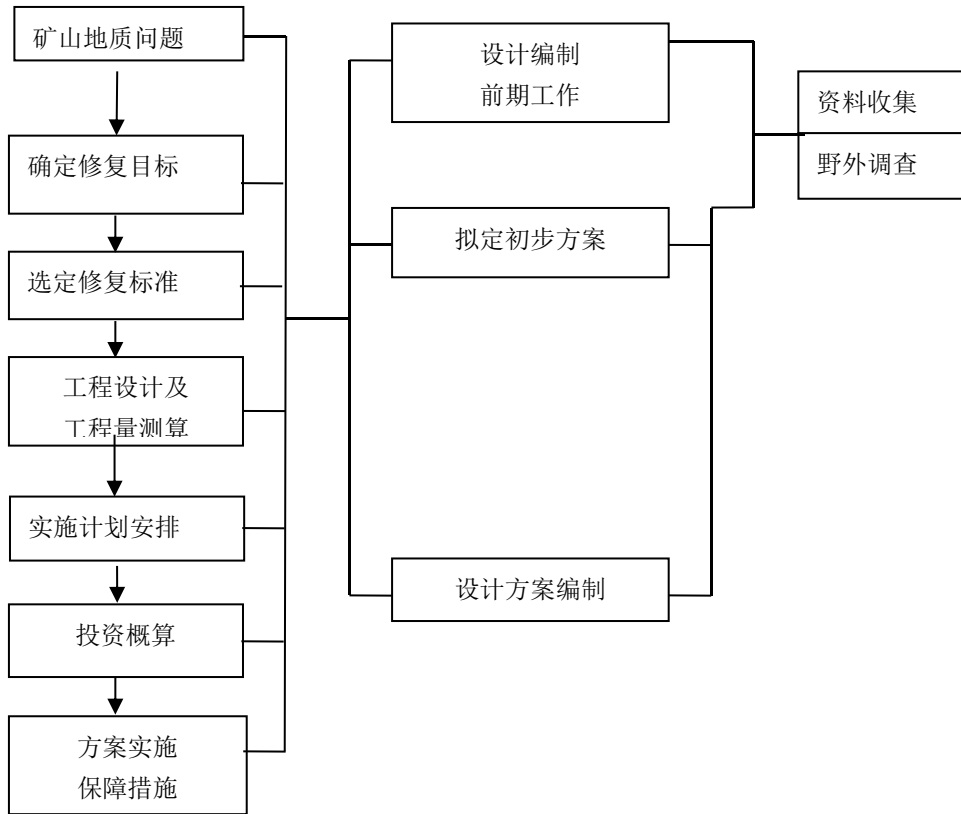 矿山地质问题
确定修复目标
选定修复标准
工程设计及
工程量测算
实施计划安排
投资概算
方案实施
保障措施
设计编制
前期工作
拟定初步方案
设计方案编制
资料收集
野外调查